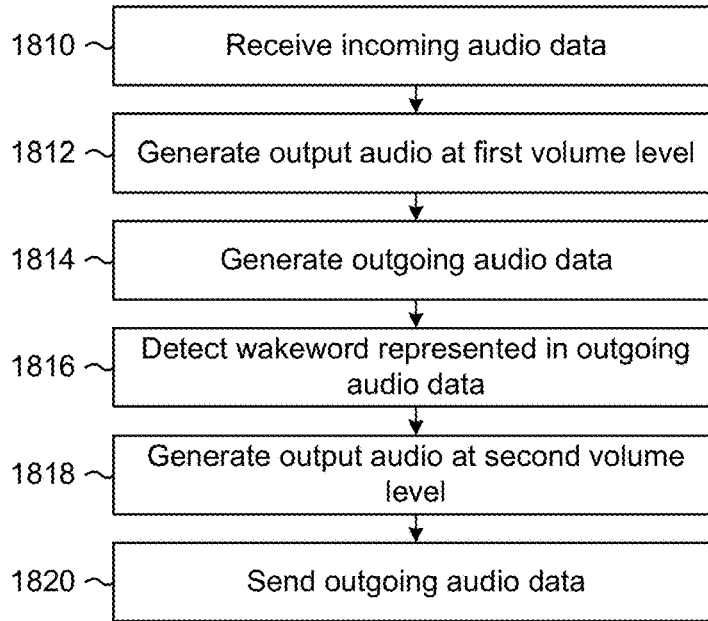 1810 Receive incoming audio data
1812 Generate output audio at first volume level
1814 Generate outgoing audio data
1816 Detect wakeword represented in outgoing
audio data
1818 Generate output audio at second volume
level
1820 Send outgoing audio data